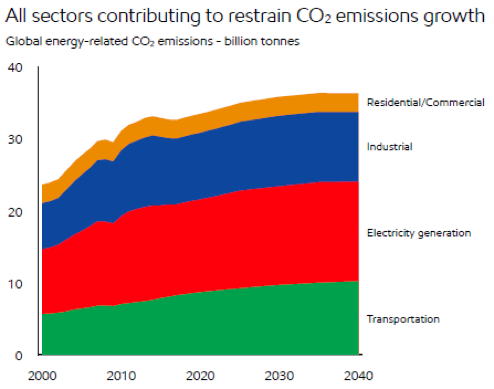 All sectors contributing to restrain CO₂ emissions growth
Global energy-related CO₂ emissions - billion tonnes
40
30
20
10
0
Residential/Commercial
Industrial
Electricity generation
Transportation
2000 2010 2020 2030 2040